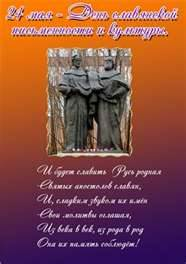 24 мая - День славянской
письменности и культуры.
И будет славить Русь родная
Святых апостолов славян,
И, сладким звуком их имён
Свои молитвы оглашая,
Из века в век, из рода в род
Она их память соблюдёт!